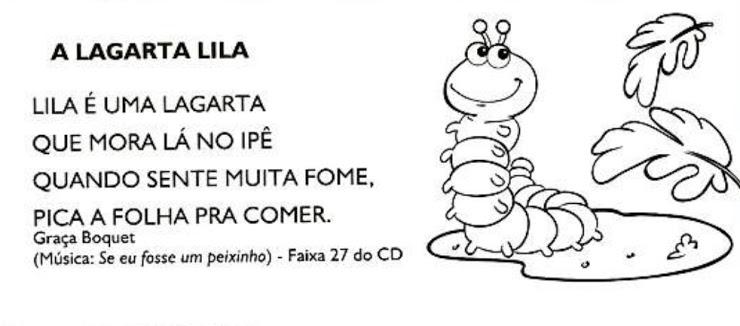 A LAGARTA LILA
LILA É UMA LAGARTA
QUE MORA LÁ NO IPÊ
QUANDO SENTE MUITA FOME,
PICA A FOLHA PRA COMER.
Graça Boquet
(Música: Se eu fosse um peixinho) - Faixa 27 do CD